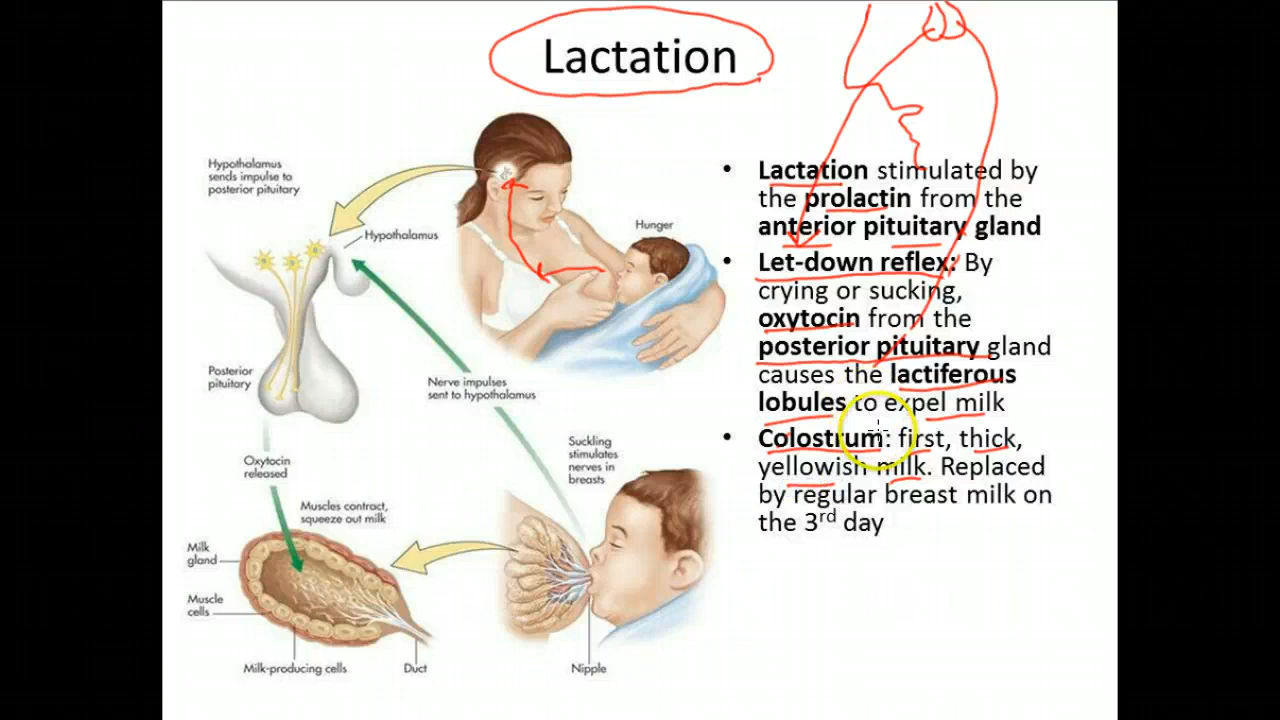 Lactation
Hypothalamus
sends impulse to
posterior pituitary
Hypothalamus
Hunger
Posterior
pituitary
Nerve impulses
sent to hypothalamus
Oxytocin
released
Suckling
stimulates
nerves in
breasts
Muscles contract,
squeeze out milk
Milk
gland
Muscle
cells
Milk-producing cells
Duct
Nipple
• Lactation stimulated by
the prolactin from the
anterior pituitary gland
• Let-down reflex: By
crying or sucking,
oxytocin from the
posterior pituitary gland
causes the lactiferous
lobules to expel milk
• Colostrum: first, thick,
yellowish milk. Replaced
by regular breast milk on
the 3rd day